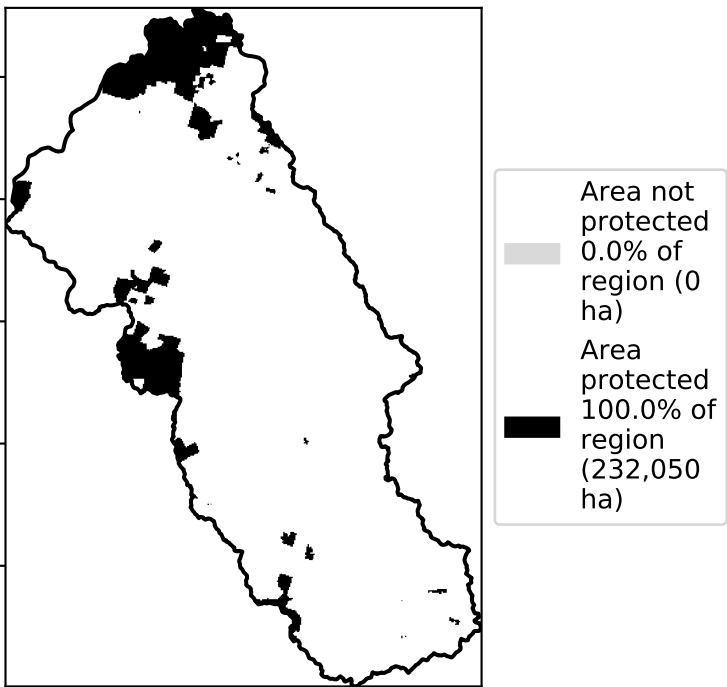 Area not
protected
0.0% of
region (0
ha)
Area
protected
100.0% of
region
(232,050
ha)